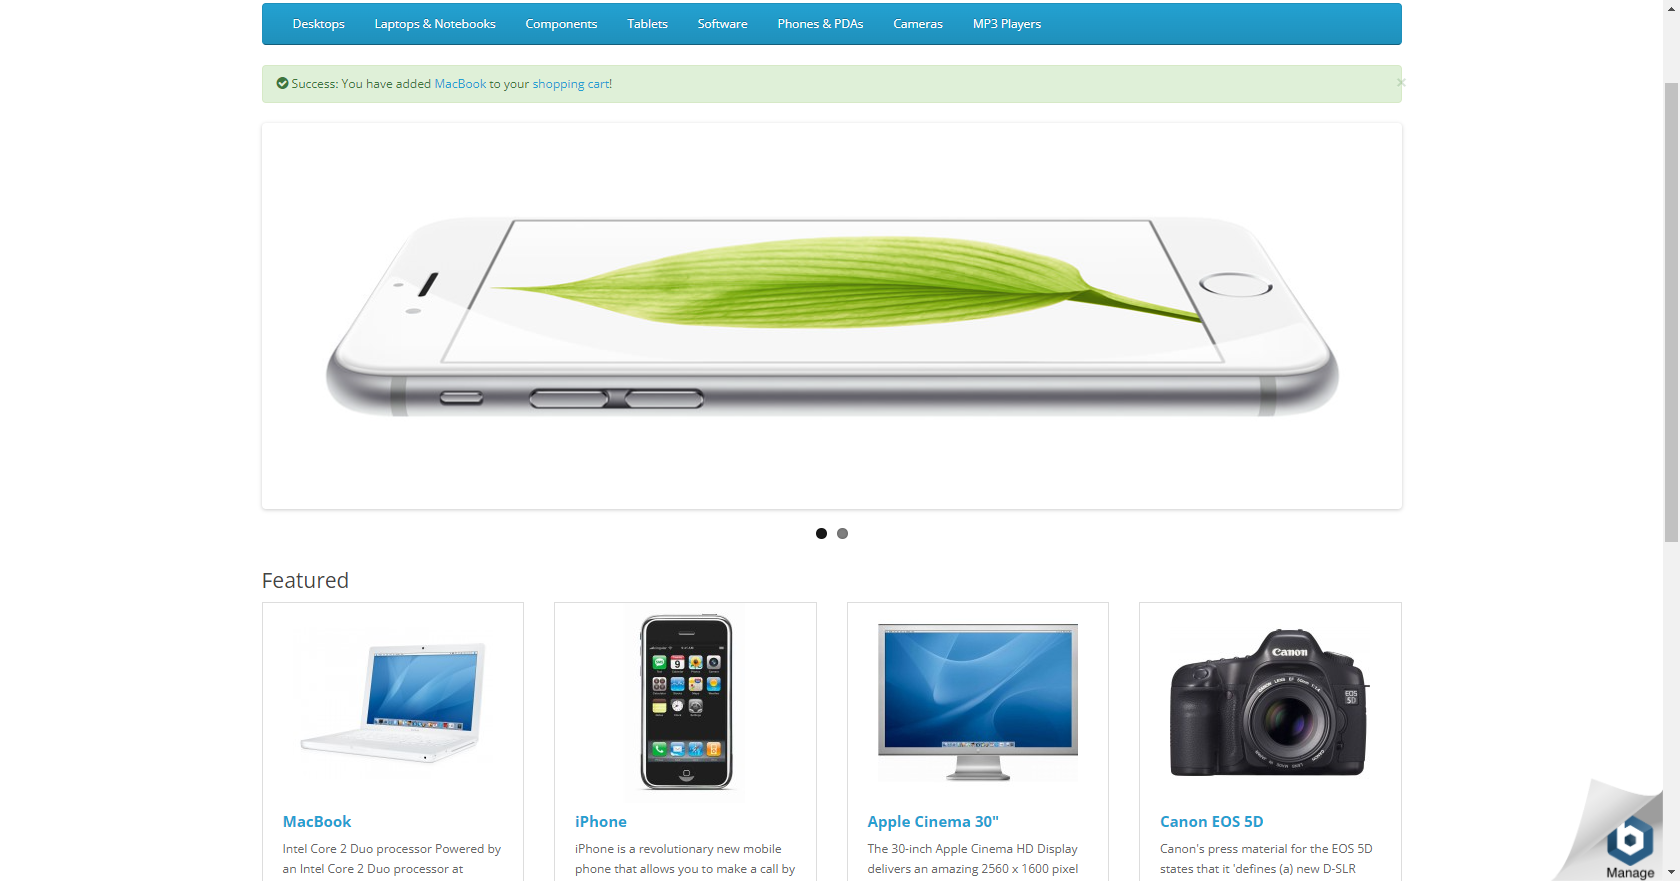 Desktops Laptops & Notebooks Components Tablets Software Phones & PDAs Cameras MP3 Players
Success: You have added MacBook to your shopping cart!
×
Featured
Canon
EOS
5D
MacBook
Intel Core 2 Duo processor Powered by
an Intel Core 2 Duo processor at
iPhone
iPhone is a revolutionary new mobile
phone that allows you to make a call by
Apple Cinema 30"
The 30-inch Apple Cinema HD Display
delivers an amazing 2560 x 1600 pixel
Canon EOS 5D
Canon's press material for the EOS 5D
states that it 'defines (a) new D-SLR
Manage